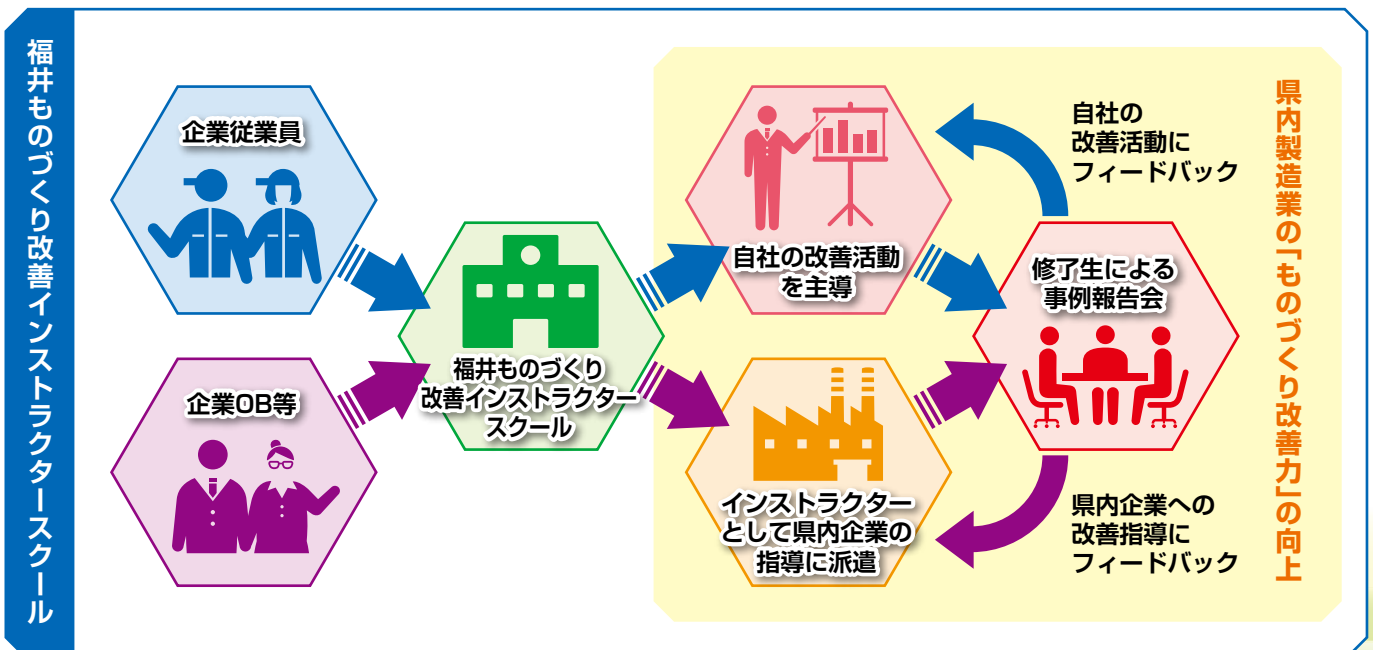 福井ものづくり改善インストラクタースクール
企業従業員
企業OB等
福井ものづくり
改善インストラクター
スクール
自社の改善活動
を主導
インストラクター
として県内企業の
指導に派遣
自社の
改善活動に
フィードバック
修了生による
事例報告会
県内企業への
改善指導に
フィードバック
県内製造業の「ものづくり改善力」の向上